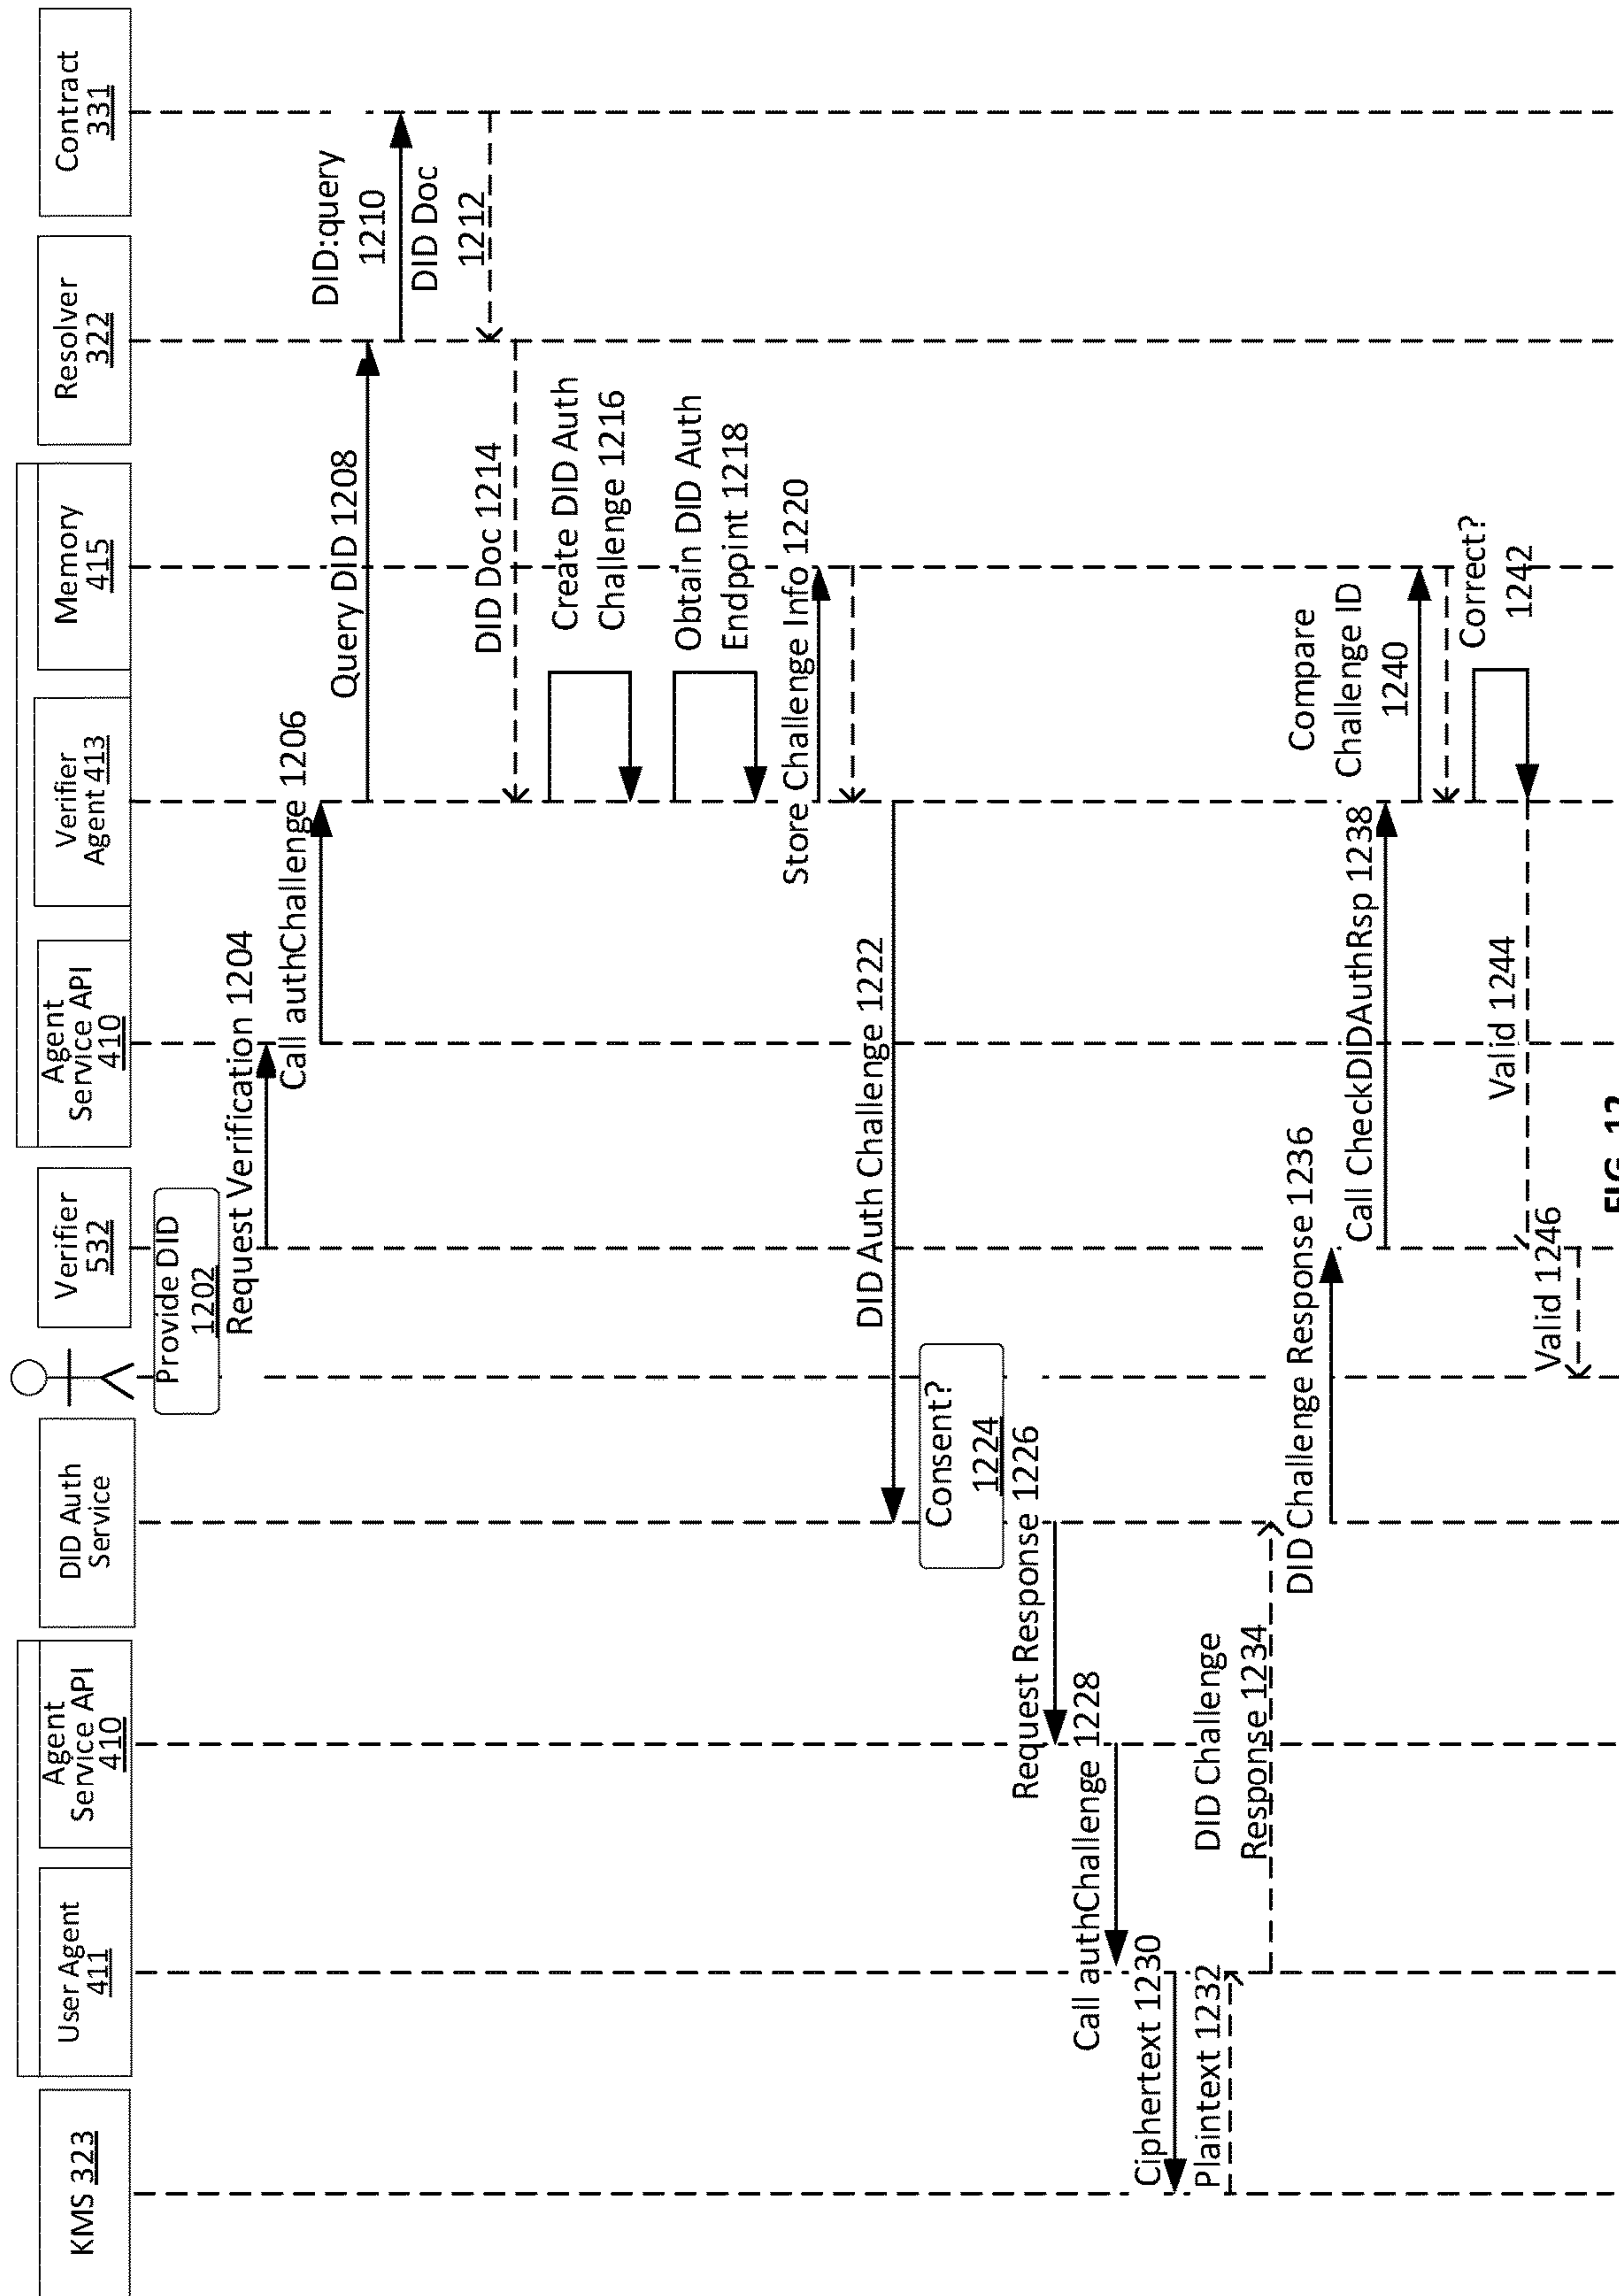 KMS 323
User Agent
411
Agent
Service API
410
DID Auth
Service
Verifier
532
Agent
Service API
410
Verifier
Agent 413
Memory
415
Resolver
322
Contract
331
Provide DID
1202
Request Verification 1204
Call authChallenge 1206
Query DID 1208
DID:query
1210
DID Doc
1212
DID Doc 1214
Create DID Auth
Challenge 1216
Obtain DID Auth
Endpoint 1218
Store Challenge Info 1220
DID Auth Challenge 1222
Consent?
1224
Request Response 1226
Call authChallenge 1228
Ciphertext 1230
Plaintext 1232
DID Challenge
Response 1234
DID Challenge Response 1236
Call CheckDIDAuthRsp 1238
Compare
Challenge ID
1240
Correct?
1242
Valid 1244
Valid 1246
FIG. 12